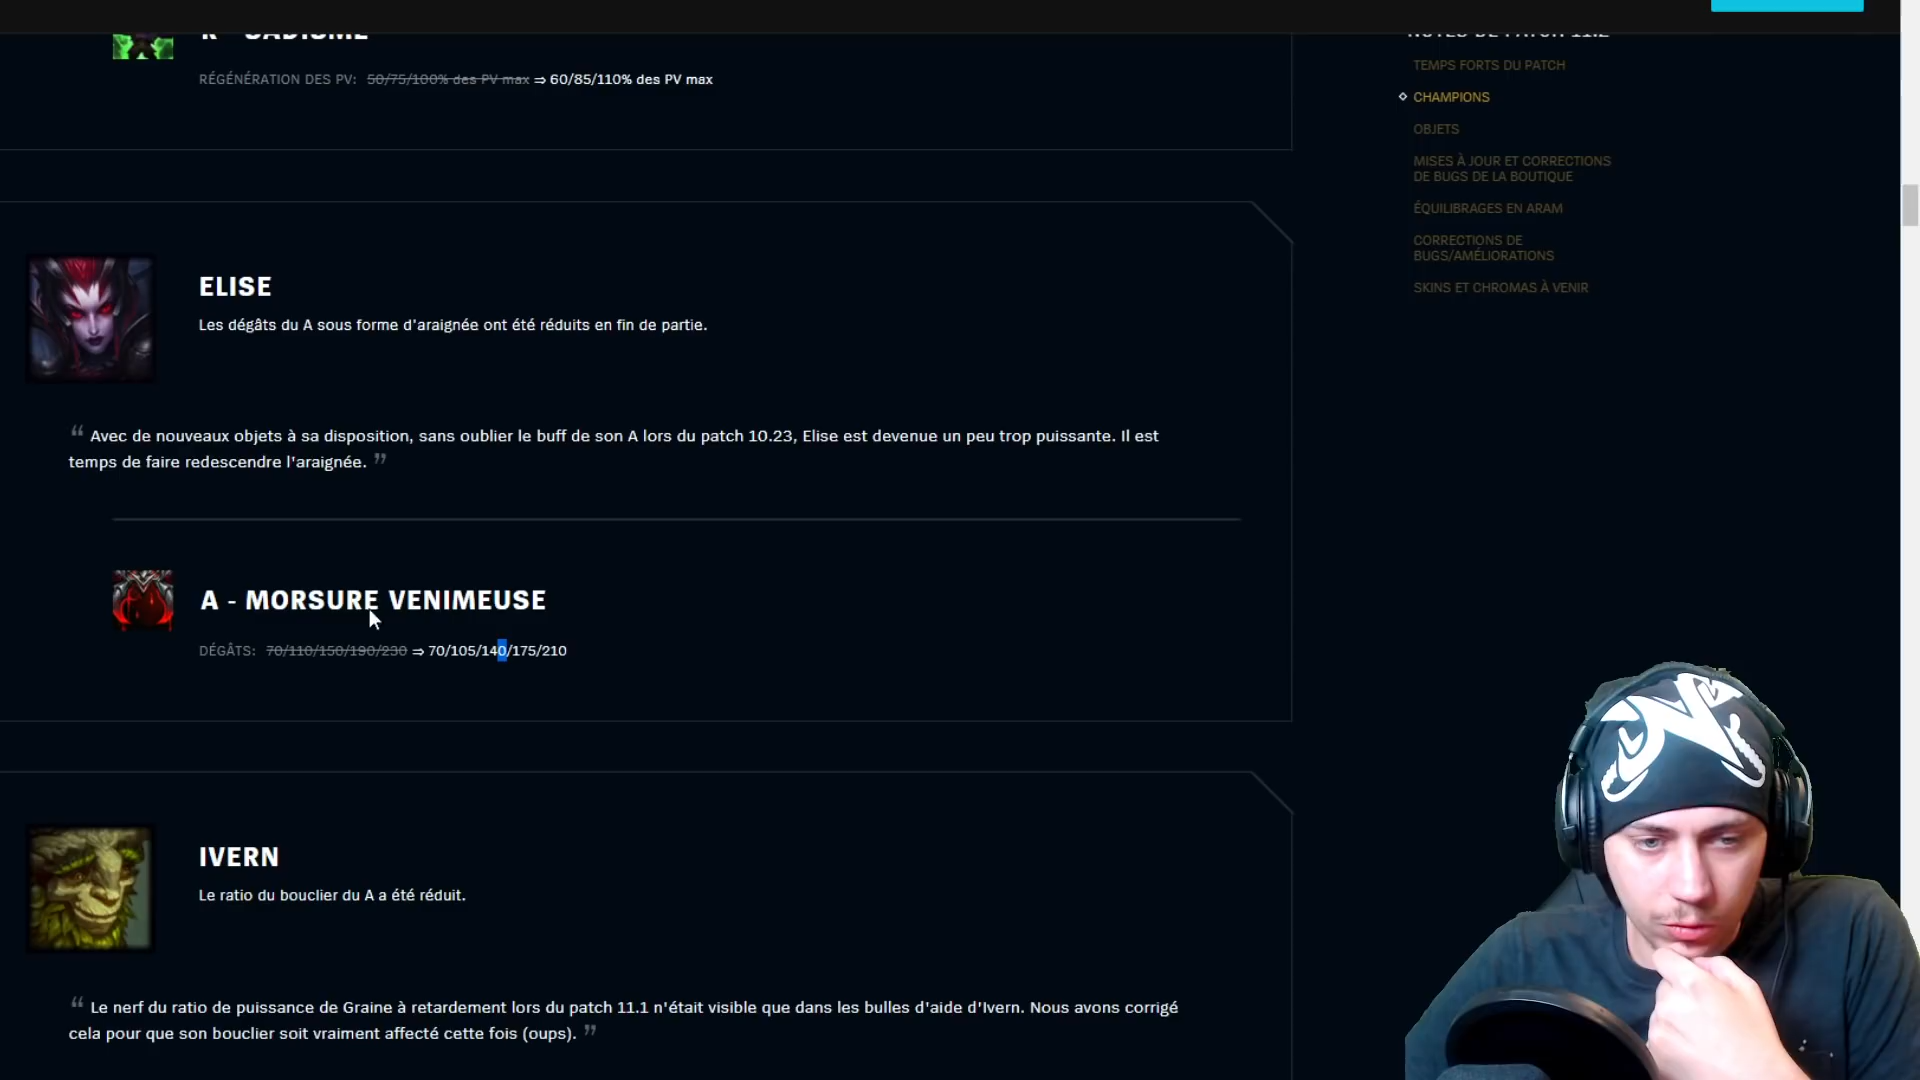 R - SADISME
RÉGÉNÉRATION DES PV: 50/75/100% des PV max ⇒ 60/85/110% des PV max
ELISE
Les dégâts du A sous forme d'araignée ont été réduits en fin de partie.
“ Avec de nouveaux objets à sa disposition, sans oublier le buff de son A lors du patch 10.23, Elise est devenue un peu trop puissante. Il est
temps de faire redescendre l'araignée. ”
A - MORSURE VENIMEUSE
DÉGÂTS: 70/110/150/190/230 ⇒ 70/105/140/175/210
IVERN
Le ratio du bouclier du A a été réduit.
“ Le nerf du ratio de puissance de Graine à retardement lors du patch 11.1 n'était visible que dans les bulles d'aide d'Ivern. Nous avons corrigé
cela pour que son bouclier soit vraiment affecté cette fois (oups). ”
NOTES DE PATCH 11.2
TEMPS FORTS DU PATCH
CHAMPIONS
OBJETS
MISES À JOUR ET CORRECTIONS
DE BUGS DE LA BOUTIQUE
ÉQUILIBRAGES EN ARAM
CORRECTIONS DE
BUGS/AMÉLIORATIONS
SKINS ET CHROMAS À VENIR